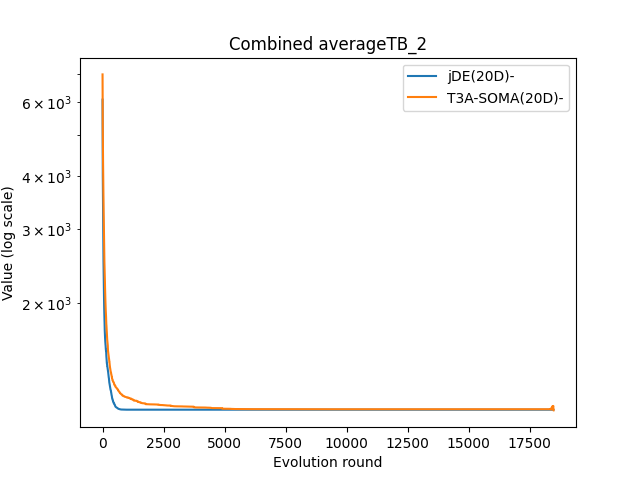 Combined averageTB_2
jDE(20D)-
T3A-SOMA(20D)-
Value (log scale)
6 × 10³
4 × 10³
3 × 10³
2 × 10³
0 2500 5000 7500 10000 12500 15000 17500
Evolution round